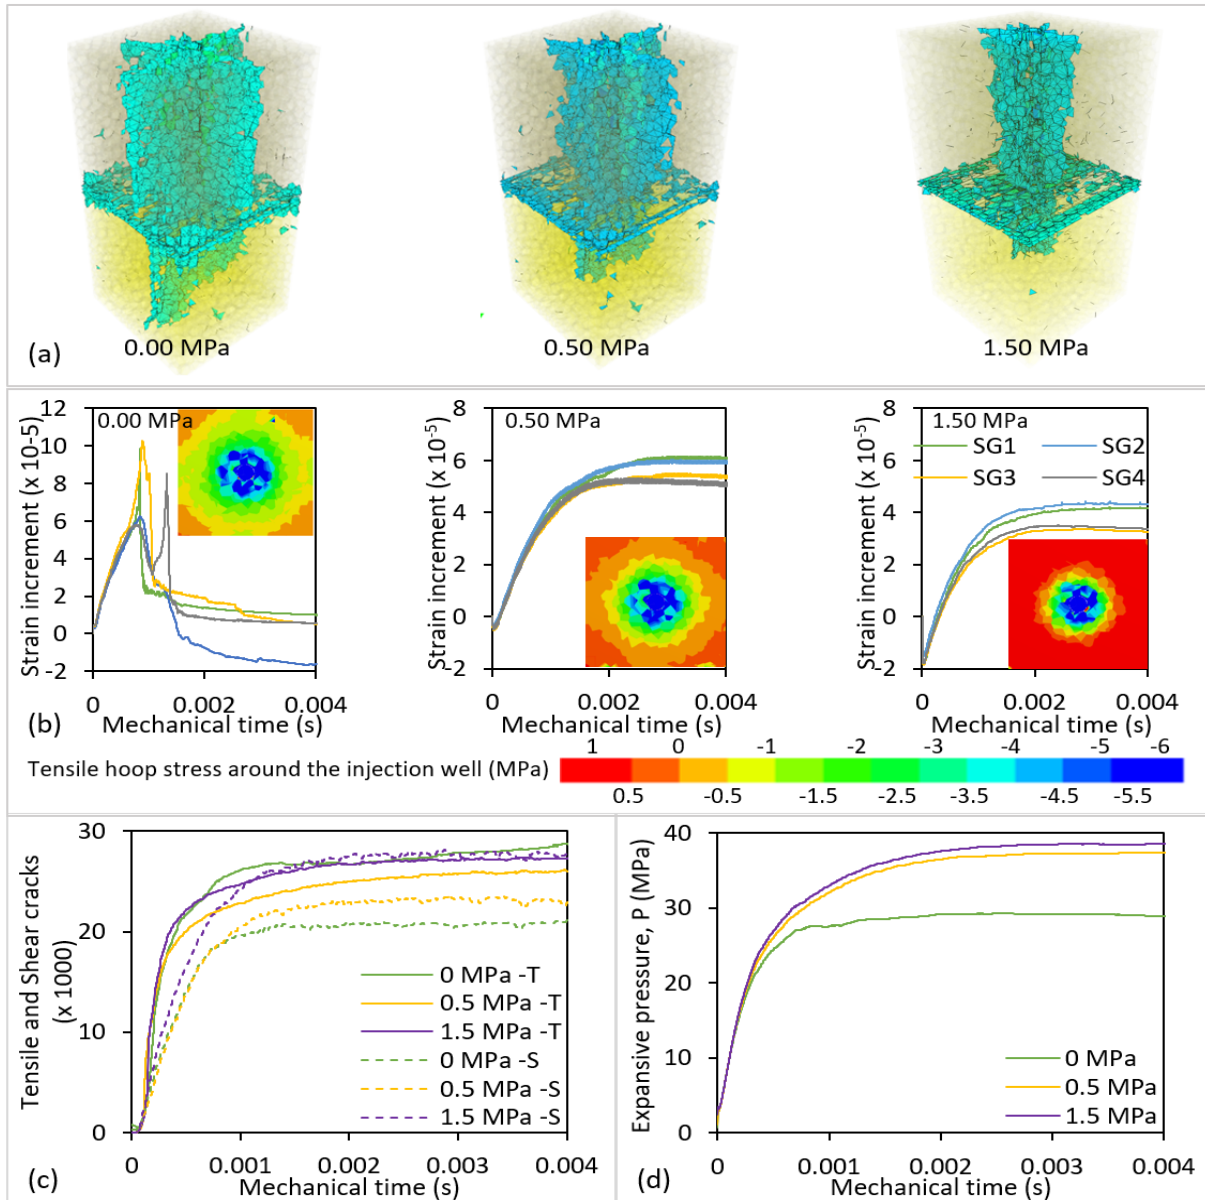 0.00 MPa
0.50 MPa
1.50 MPa
(a)
Strain increment (x 10-5)
12
10
8
6
4
2
0
-2
0.00 MPa
0
0.002
0.004
Mechanical time (s)
Strain increment (x 10-5)
8
6
4
2
0
-2
0.50 MPa
0
0.002
0.004
Mechanical time (s)
Strain increment (x 10-5)
8
6
4
2
0
-2
1.50 MPa
SG1
SG2
SG3
SG4
0
0.002
0.004
Mechanical time (s)
(b)
Tensile hoop stress around the injection well (MPa)
1 0 -1 -2 -3 -4 -5 -6
0.5 -0.5 -1.5 -2.5 -3.5 -4.5 -5.5
Tensile and Shear cracks
(x 1000)
30
20
10
0
0 MPa -T
0.5 MPa -T
1.5 MPa -T
0 MPa -S
0.5 MPa -S
1.5 MPa -S
0 0.001 0.002 0.003 0.004
Mechanical time (s)
(c)
Expansive pressure, P (MPa)
40
30
20
10
0
0 MPa
0.5 MPa
1.5 MPa
0 0.001 0.002 0.003 0.004
Mechanical time (s)
(d)